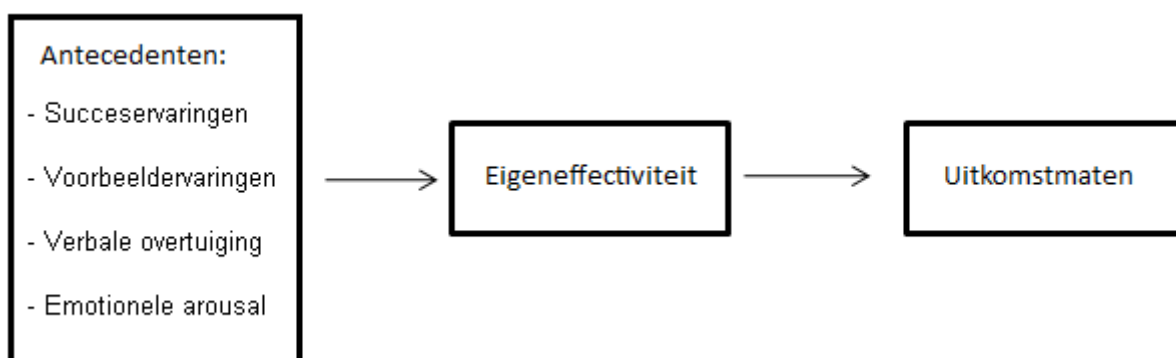 Antecedenten:
- Succeservaringen
- Voorbeeldervaringen
- Verbale overtuiging
- Emotionele arousal
Eigeneffectiviteit
Uitkomstmaten